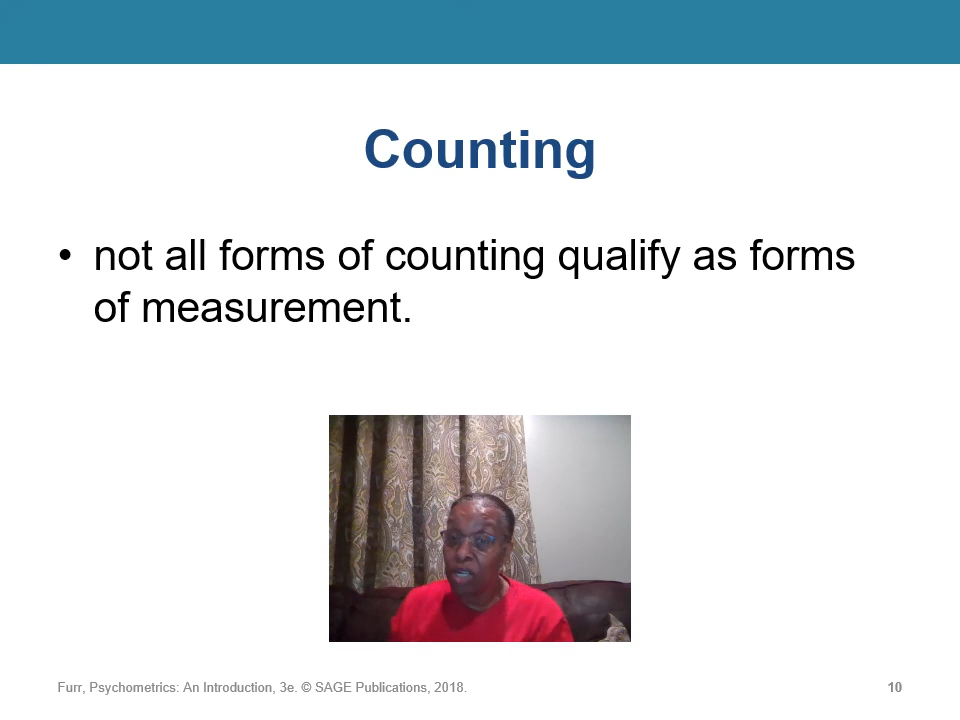 Counting
• not all forms of counting qualify as forms
of measurement.
Furr, Psychometrics: An Introduction, 3e. © SAGE Publications, 2018.
10